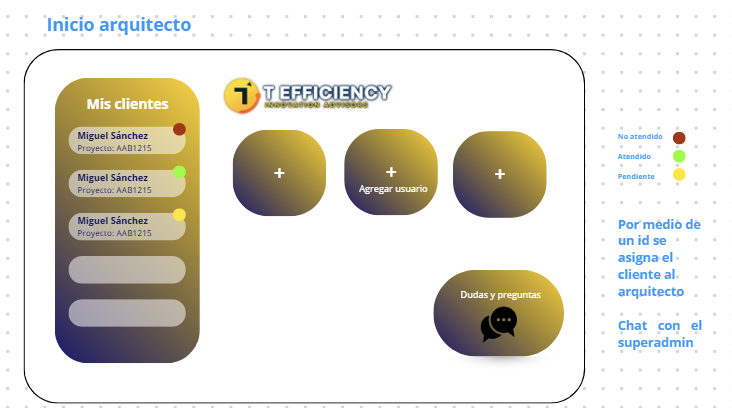 Inicio arquitecto
Mis clientes
Miguel Sánchez
Proyecto: AAB1215
Miguel Sánchez
Proyecto: AAB1215
Miguel Sánchez
Proyecto: AAB1215
T EFFICIENCY
INNOVATION ADVISORS
+
+
Agregar usuario
+
Dudas y preguntas
No atendido
Atendido
Pendiente
Por medio de
un id se
asigna el
cliente al
arquitecto
Chat con el
superadmin